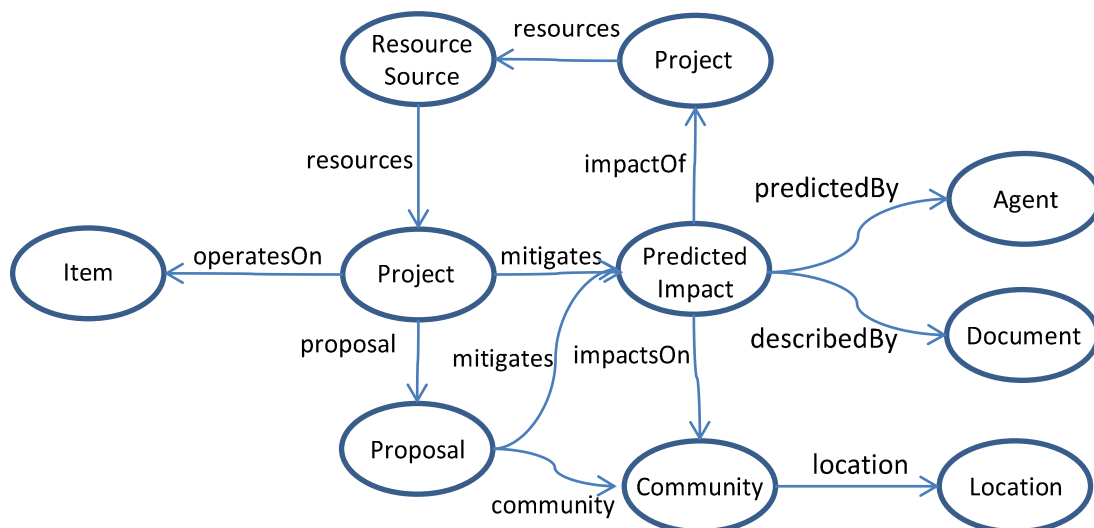 resources
Resource
Source
Project
resources
impactOf
predictedBy
Agent
operatesOn
mitigates
Item
Project
Predicted
Impact
proposal
mitigates
impactsOn
describedBy
Document
Proposal
location
community
Community
Location